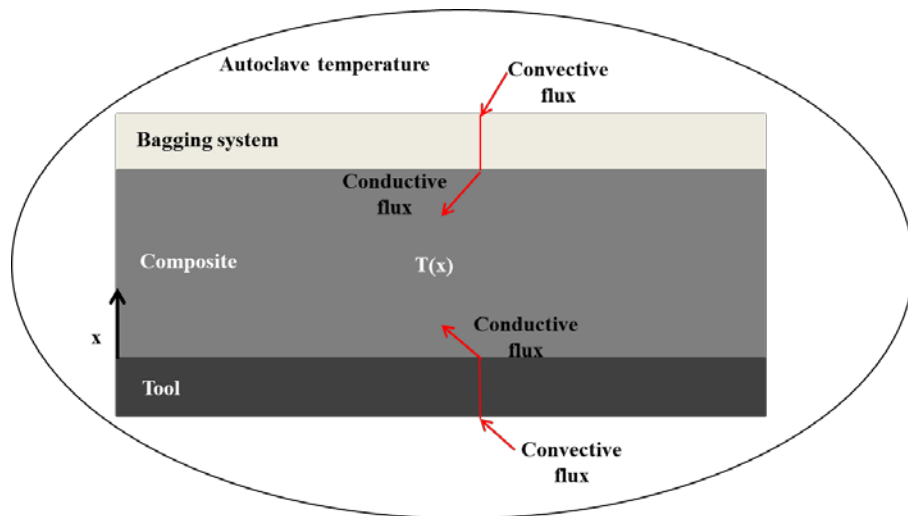 Autoclave temperature
Convective
flux
Bagging system
Conductive
flux
Composite
T(x)
x
Conductive
flux
Tool
Convective
flux